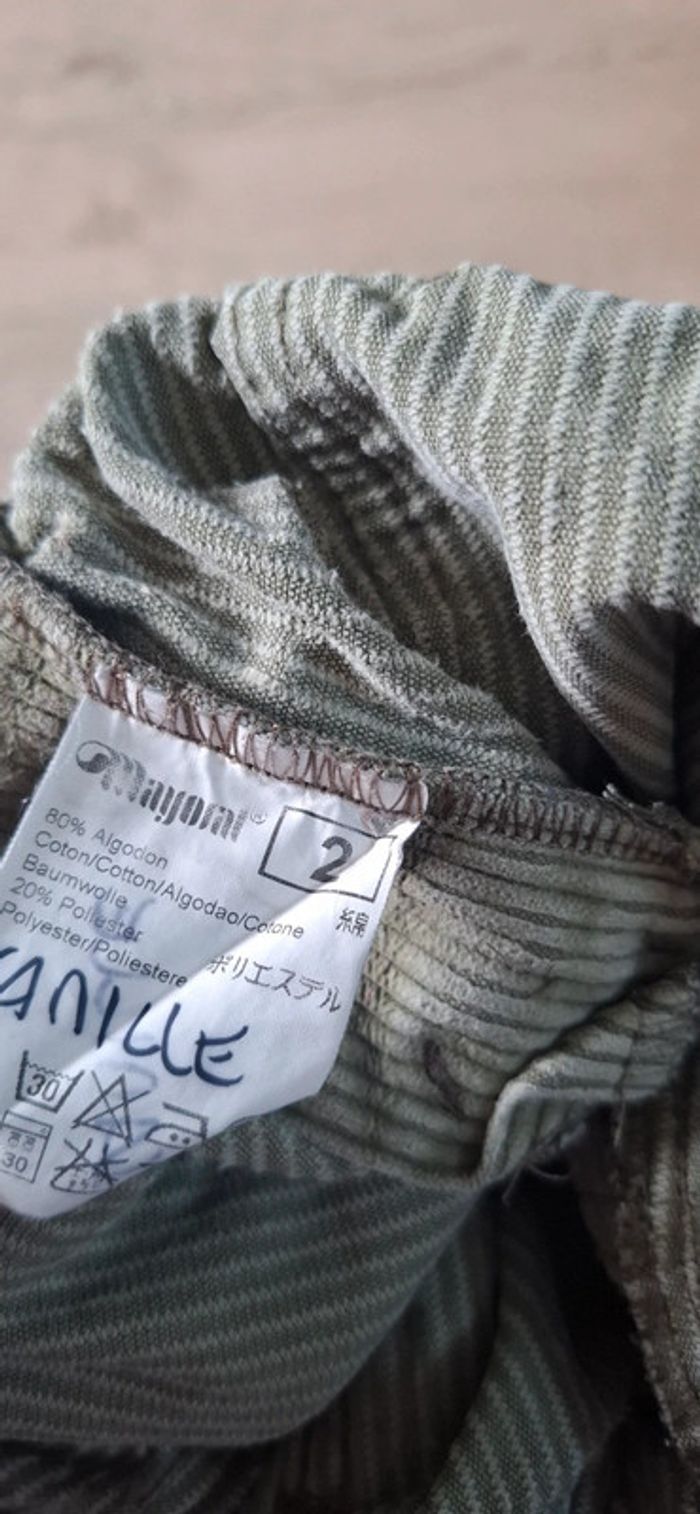 Mayoral®
2
80% Algodon
Coton/Cotton/Algodao/Cotone
Baumwolle
綿
20% Poliester
Polyester/Poliestere
ポリエステル
ANILLE
30
30